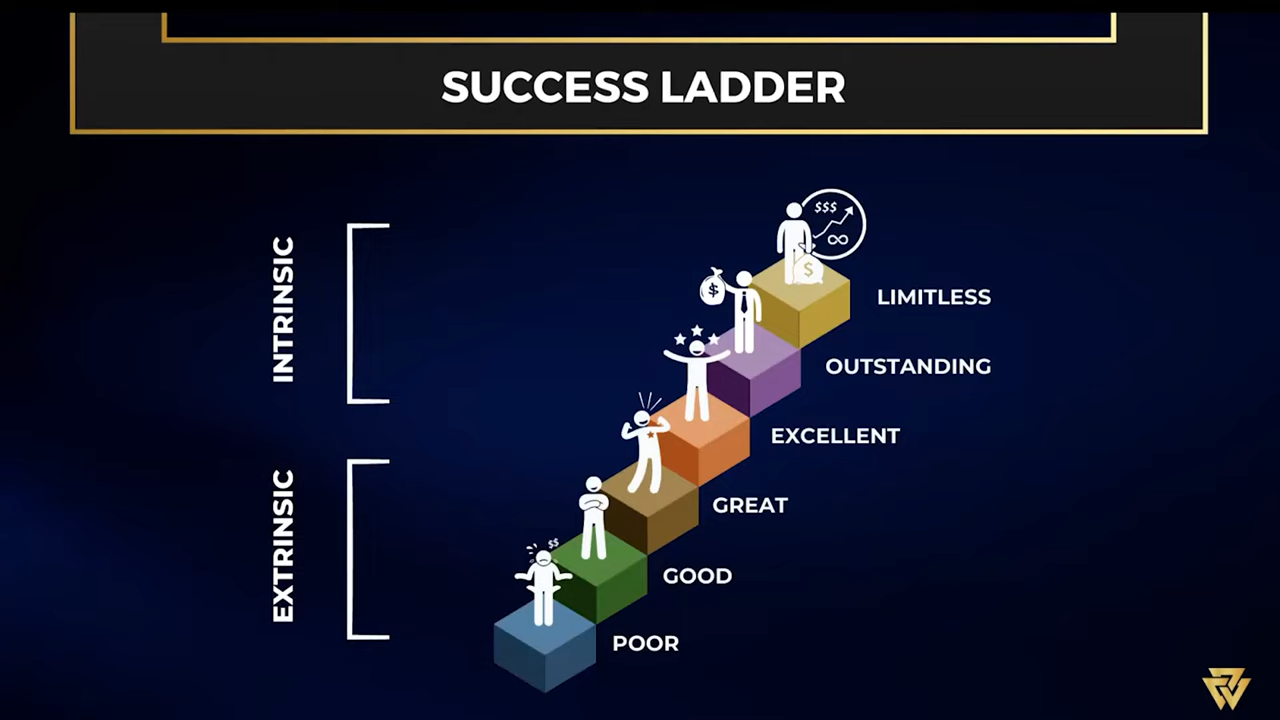 SUCCESS LADDER
INTRINSIC
EXTRINSIC
$$$
∞
$
LIMITLESS
$
OUTSTANDING
EXCELLENT
GREAT
GOOD
$$
POOR